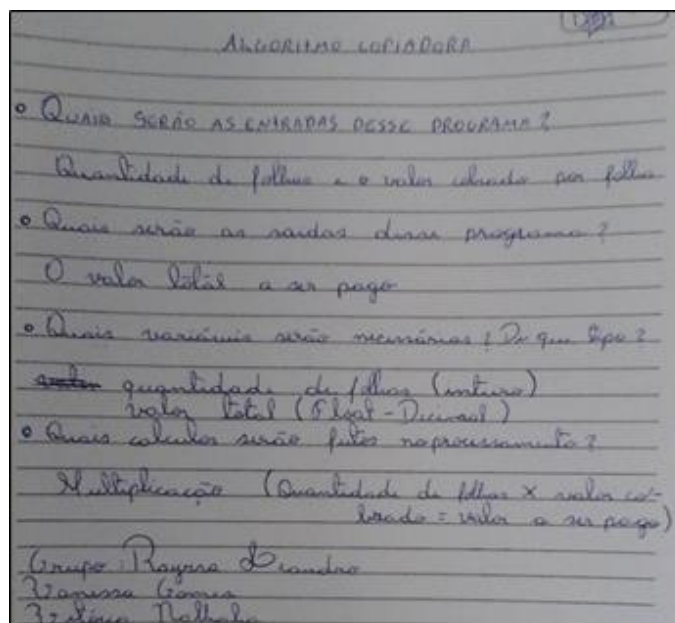 ALGORITMO COPIADORA
• QUAIS SERÃO AS ENTRADAS DESSE PROGRAMA?
Quantidade de folhas e o valor cobrado por folha
• Quais serão as saídas desse programa?
O valor total a ser pago
• Quais variáveis serão necessárias? De que tipo?
quantidade de folhas (inteiro)
valor total (Float - Decimal)
• Quais calculos serão feitos no processamento?
Multiplicação (Quantidade de folhas X valor co-
brado = valor a ser pago)
Grupo: Rayssa Leandro
Vanessa Gomes